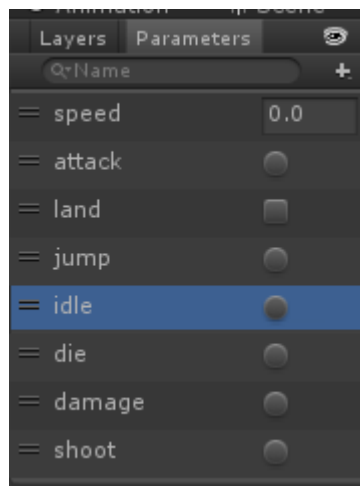 Layers Parameters
Name
speed 0.0
attack
land
jump
idle
die
damage
shoot